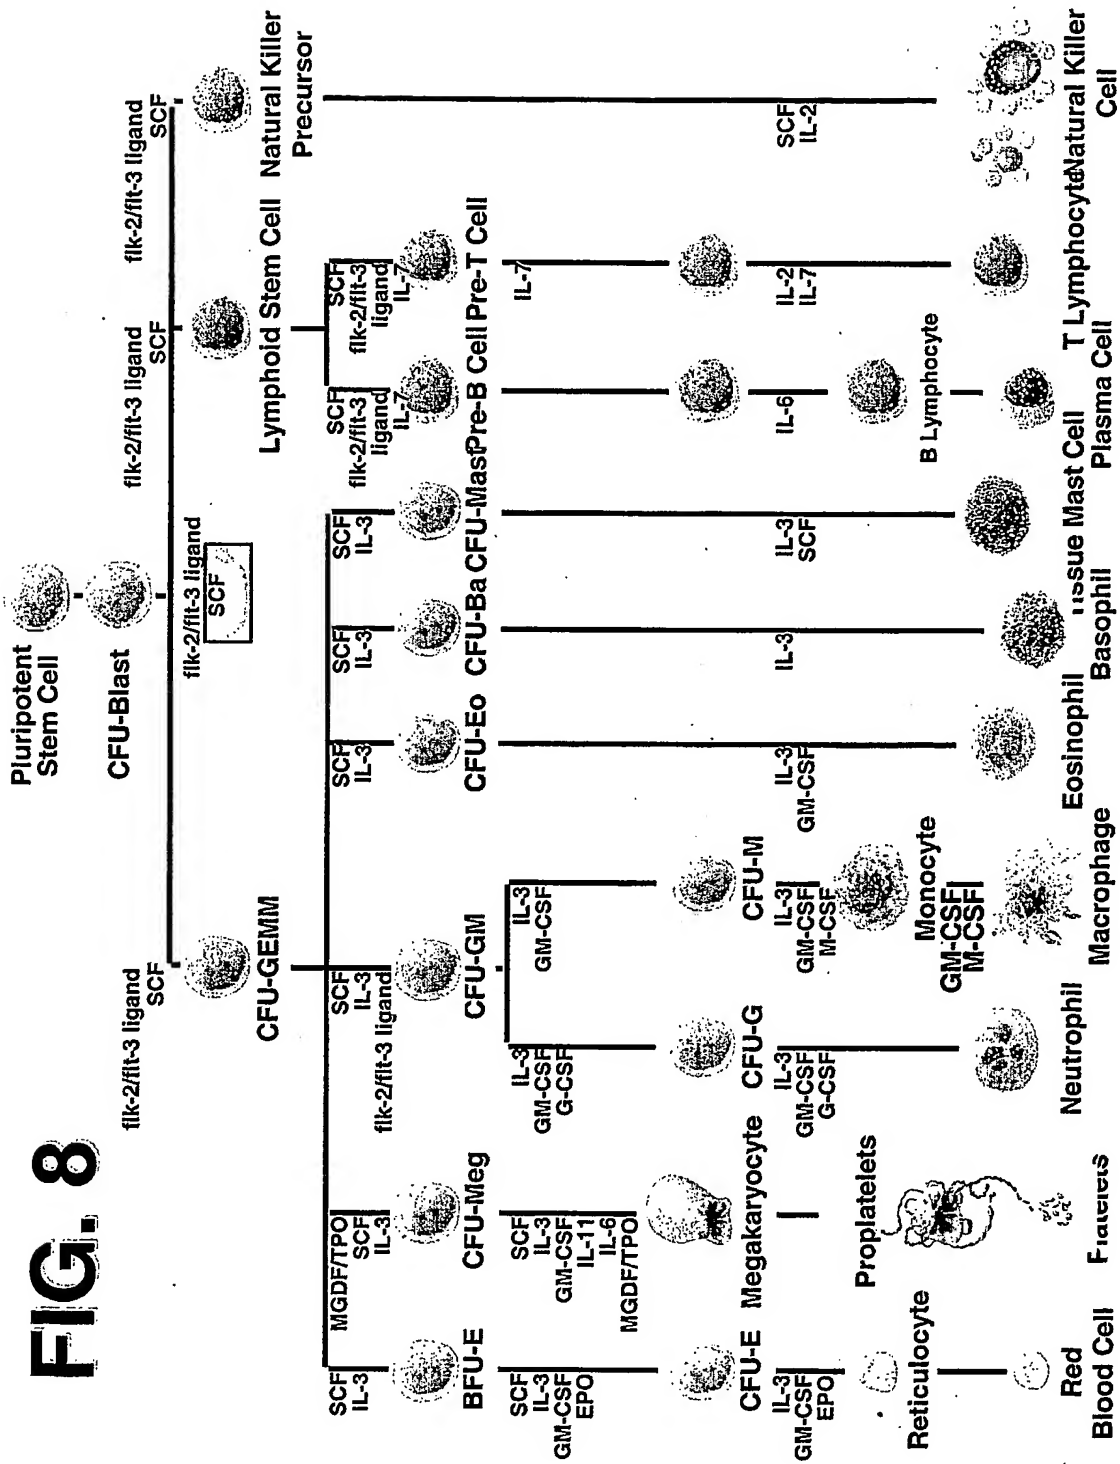 FIG. 8
Pluripotent
Stem Cell
CFU-Blast
flk-2/flt-3 ligand
SCF
flk-2/flt-3 ligand
SCF
flk-2/flt-3 ligand
SCF
flk-2/flt-3 ligand
SCF
CFU-GEMM
Lymphoid Stem Cell
Natural Killer
Precursor
SCF
IL-3
MGDF/TPO
SCF
IL-3
SCF
IL-3
flk-2/flt-3 ligand
SCF
IL-3
SCF
IL-3
SCF
IL-3
SCF
flk-2/flt-3
ligand
IL-7
SCF
flk-2/flt-3
ligand
IL-7
BFU-E
CFU-Meg
CFU-GM
CFU-Eo
CFU-Ba
CFU-Mast
Pre-B Cell
Pre-T Cell
SCF
IL-3
GM-CSF
EPO
SCF
IL-3
GM-CSF
IL-11
IL-6
MGDF/TPO
IL-3
GM-CSF
G-CSF
IL-3
GM-CSF
IL-7
CFU-E
Megakaryocyte
CFU-G
CFU-M
IL-3
GM-CSF
EPO
IL-3
GM-CSF
G-CSF
IL-3
GM-CSF
M-CSF
IL-3
GM-CSF
IL-3
IL-3
SCF
IL-6
IL-2
IL-7
SCF
IL-2
Reticulocyte
Proplatelets
Monocyte
GM-CSF
M-CSF
B Lymphocyte
Red
Blood Cell
Neutrophil
Macrophage
Eosinophil
Basophil
Mast Cell
Plasma Cell
T Lymphocyte
Natural Killer
Cell